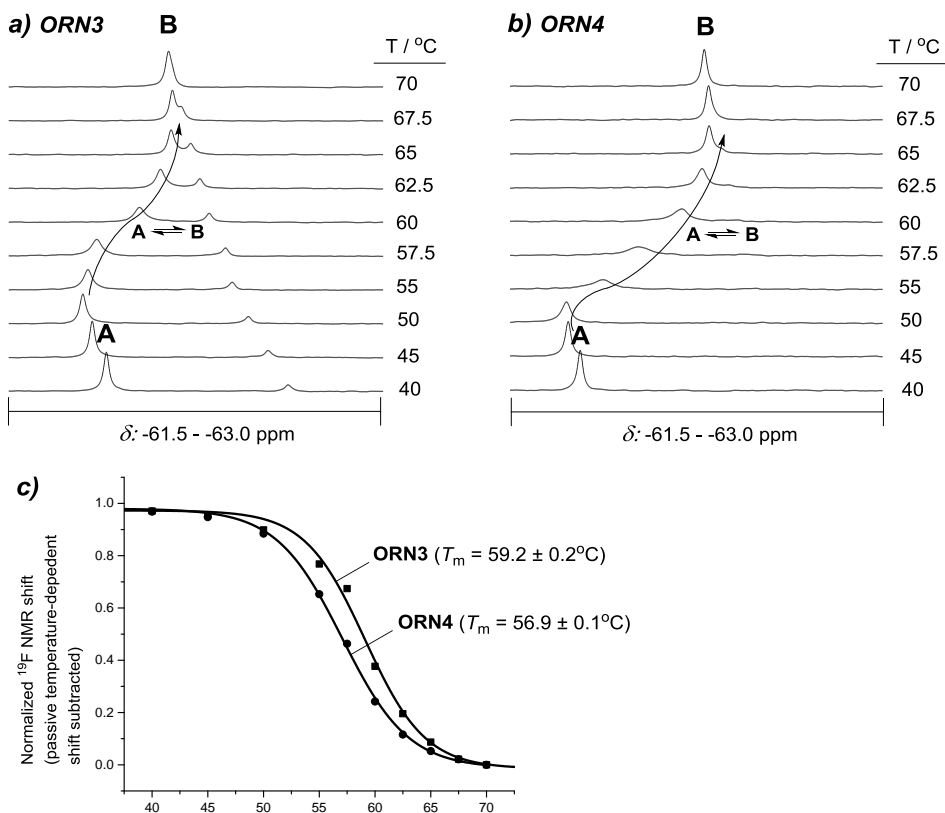 a) ORN3
B
T / °C
70
67.5
65
62.5
60
A ⇌ B
57.5
55
50
A
45
40
δ: -61.5 - -63.0 ppm
b) ORN4
B
T / °C
70
67.5
65
62.5
60
A ⇌ B
57.5
55
50
A
45
40
δ: -61.5 - -63.0 ppm
c)
Normalized ¹⁹F NMR shift
(passive temperature-depedent
shift subtracted)
1.0
0.8
0.6
0.4
0.2
0.0
ORN3 (Tm = 59.2 ± 0.2°C)
ORN4 (Tm = 56.9 ± 0.1°C)
40 45 50 55 60 65 70